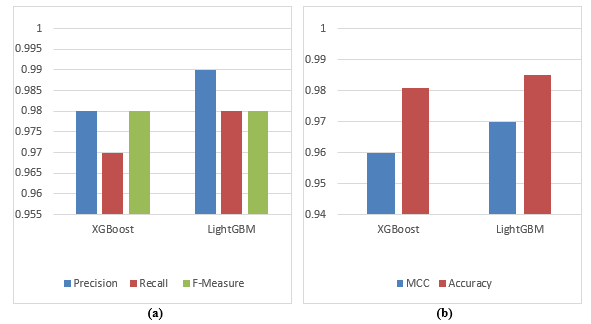 1
0.995
0.99
0.985
0.98
0.975
0.97
0.965
0.96
0.955
XGBoost LightGBM
Precision Recall F-Measure
(a)
1
0.99
0.98
0.97
0.96
0.95
0.94
XGBoost LightGBM
MCC Accuracy
(b)